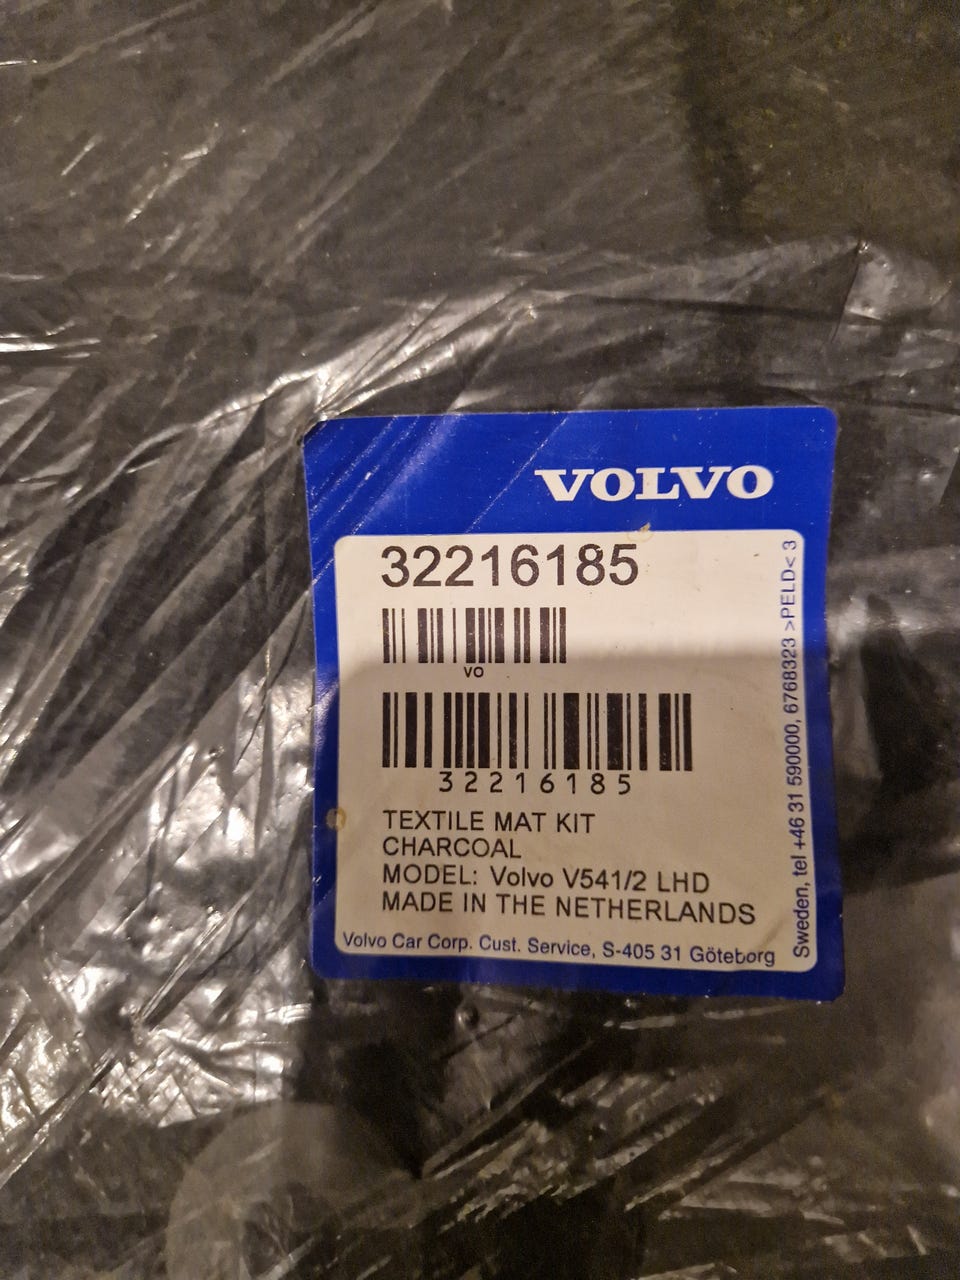 VOLVO
32216185
VO
32216185
TEXTILE MAT KIT
CHARCOAL
MODEL: Volvo V541/2 LHD
MADE IN THE NETHERLANDS
Volvo Car Corp. Cust. Service, S-405 31 Göteborg
Sweden, tel +46 31 590000, 6768323 >PELD< 3